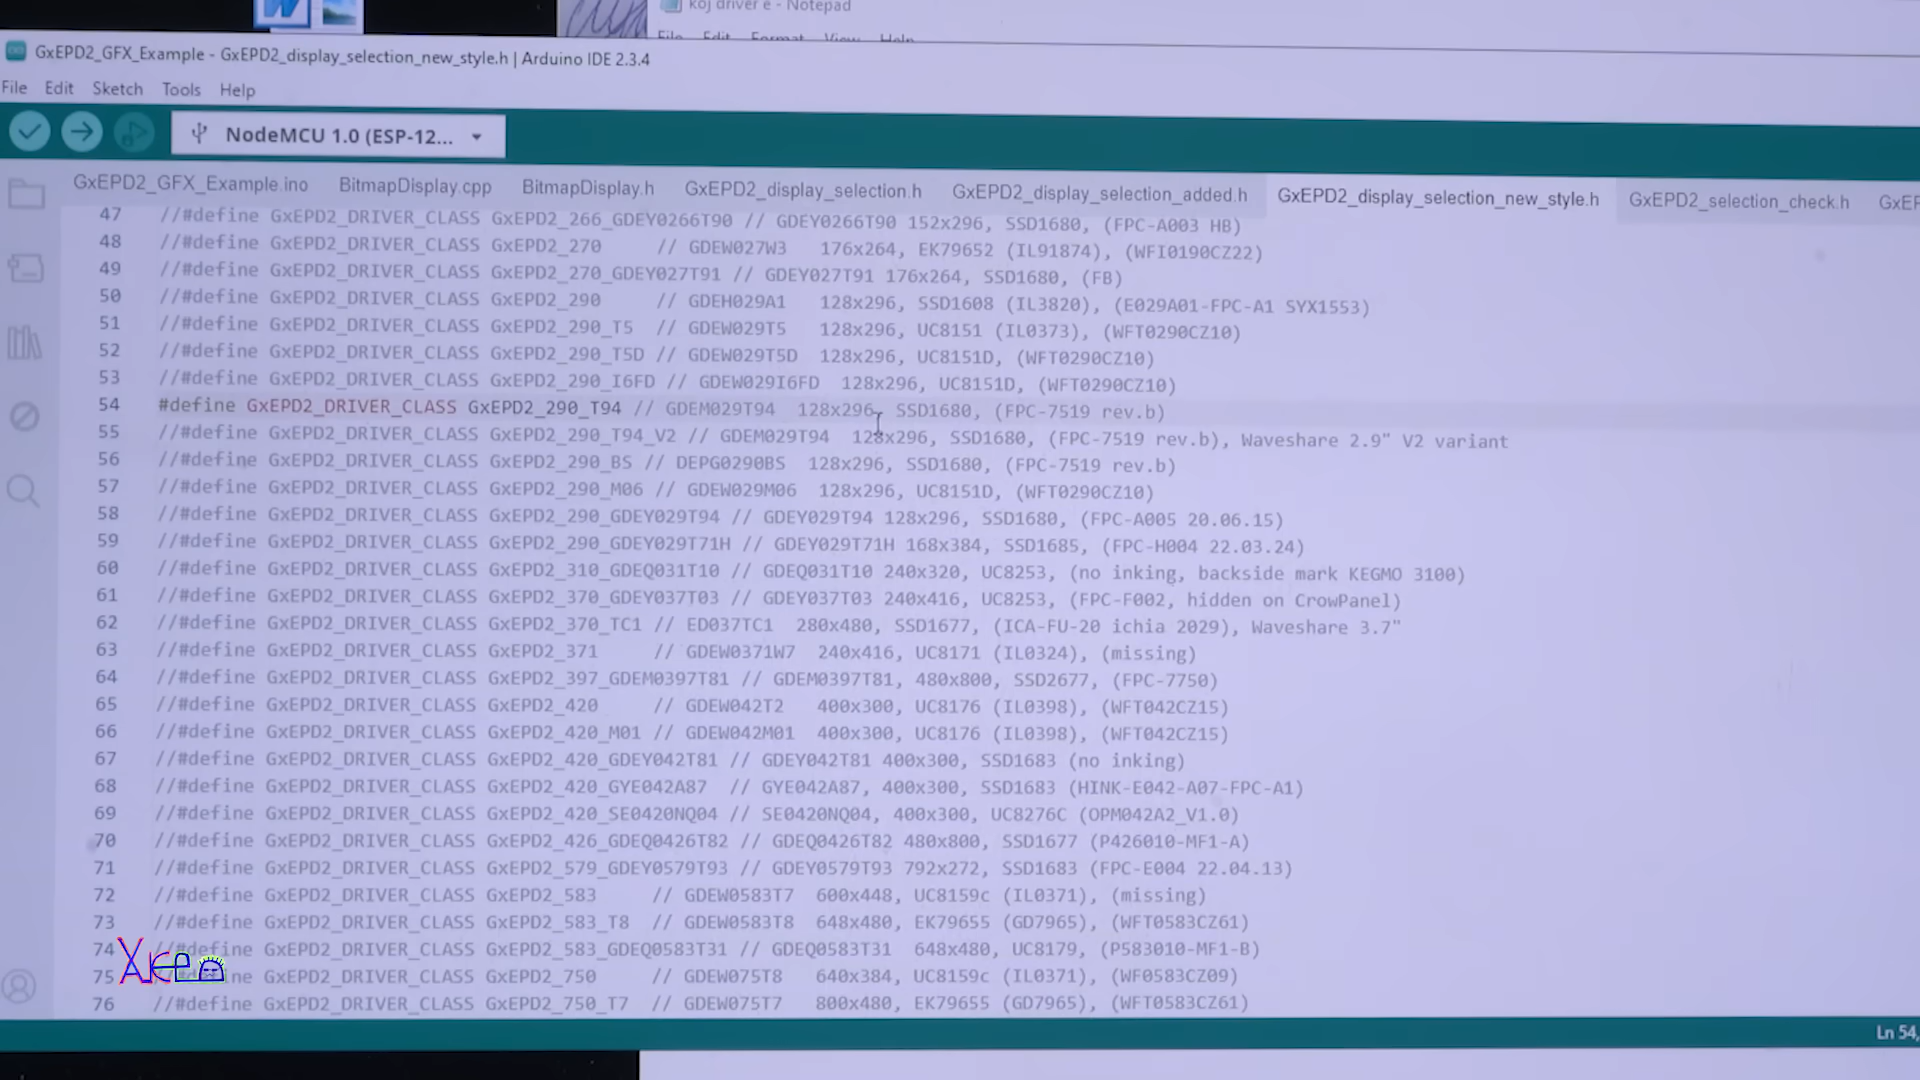 koj driver e - Notepad
File Edit Format View Help
GxEPD2_GFX_Example - GxEPD2_display_selection_new_style.h | Arduino IDE 2.3.4
File Edit Sketch Tools Help
NodeMCU 1.0 (ESP-12...
GxEPD2_GFX_Example.ino BitmapDisplay.cpp BitmapDisplay.h GxEPD2_display_selection.h GxEPD2_display_selection_added.h GxEPD2_display_selection_new_style.h GxEPD2_selection_check.h
47 //#define GxEPD2_DRIVER_CLASS GxEPD2_266_GDEY0266T90 // GDEY0266T90 152x296, SSD1680, (FPC-A003 HB)
48 //#define GxEPD2_DRIVER_CLASS GxEPD2_270 // GDEW027W3 176x264, EK79652 (IL91874), (WFI0190CZ22)
49 //#define GxEPD2_DRIVER_CLASS GxEPD2_270_GDEY027T91 // GDEY027T91 176x264, SSD1680, (FB)
50 //#define GxEPD2_DRIVER_CLASS GxEPD2_290 // GDEH029A1 128x296, SSD1608 (IL3820), (E029A01-FPC-A1 SYX1553)
51 //#define GxEPD2_DRIVER_CLASS GxEPD2_290_T5 // GDEW029T5 128x296, UC8151 (IL0373), (WFT0290CZ10)
52 //#define GxEPD2_DRIVER_CLASS GxEPD2_290_T5D // GDEW029T5D 128x296, UC8151D, (WFT0290CZ10)
53 //#define GxEPD2_DRIVER_CLASS GxEPD2_290_I6FD // GDEW029I6FD 128x296, UC8151D, (WFT0290CZ10)
54 #define GxEPD2_DRIVER_CLASS GxEPD2_290_T94 // GDEM029T94 128x296, SSD1680, (FPC-7519 rev.b)
55 //#define GxEPD2_DRIVER_CLASS GxEPD2_290_T94_V2 // GDEM029T94 128x296, SSD1680, (FPC-7519 rev.b), Waveshare 2.9" V2 variant
56 //#define GxEPD2_DRIVER_CLASS GxEPD2_290_BS // DEPG0290BS 128x296, SSD1680, (FPC-7519 rev.b)
57 //#define GxEPD2_DRIVER_CLASS GxEPD2_290_M06 // GDEW029M06 128x296, UC8151D, (WFT0290CZ10)
58 //#define GxEPD2_DRIVER_CLASS GxEPD2_290_GDEY029T94 // GDEY029T94 128x296, SSD1680, (FPC-A005 20.06.15)
59 //#define GxEPD2_DRIVER_CLASS GxEPD2_290_GDEY029T71H // GDEY029T71H 168x384, SSD1685, (FPC-H004 22.03.24)
60 //#define GxEPD2_DRIVER_CLASS GxEPD2_310_GDEQ031T10 // GDEQ031T10 240x320, UC8253, (no inking, backside mark KEGMO 3100)
61 //#define GxEPD2_DRIVER_CLASS GxEPD2_370_GDEY037T03 // GDEY037T03 240x416, UC8253, (FPC-F002, hidden on CrowPanel)
62 //#define GxEPD2_DRIVER_CLASS GxEPD2_370_TC1 // ED037TC1 280x480, SSD1677, (ICA-FU-20 ichia 2029), Waveshare 3.7"
63 //#define GxEPD2_DRIVER_CLASS GxEPD2_371 // GDEW0371W7 240x416, UC8171 (IL0324), (missing)
64 //#define GxEPD2_DRIVER_CLASS GxEPD2_397_GDEM0397T81 // GDEM0397T81, 480x800, SSD2677, (FPC-7750)
65 //#define GxEPD2_DRIVER_CLASS GxEPD2_420 // GDEW042T2 400x300, UC8176 (IL0398), (WFT042CZ15)
66 //#define GxEPD2_DRIVER_CLASS GxEPD2_420_M01 // GDEW042M01 400x300, UC8176 (IL0398), (WFT042CZ15)
67 //#define GxEPD2_DRIVER_CLASS GxEPD2_420_GDEY042T81 // GDEY042T81 400x300, SSD1683 (no inking)
68 //#define GxEPD2_DRIVER_CLASS GxEPD2_420_GYE042A87 // GYE042A87, 400x300, SSD1683 (HINK-E042-A07-FPC-A1)
69 //#define GxEPD2_DRIVER_CLASS GxEPD2_420_SE0420NQ04 // SE0420NQ04, 400x300, UC8276C (OPM042A2_V1.0)
70 //#define GxEPD2_DRIVER_CLASS GxEPD2_426_GDEQ0426T82 // GDEQ0426T82 480x800, SSD1677 (P426010-MF1-A)
71 //#define GxEPD2_DRIVER_CLASS GxEPD2_579_GDEY0579T93 // GDEY0579T93 792x272, SSD1683 (FPC-E004 22.04.13)
72 //#define GxEPD2_DRIVER_CLASS GxEPD2_583 // GDEW0583T7 600x448, UC8159c (IL0371), (missing)
73 //#define GxEPD2_DRIVER_CLASS GxEPD2_583_T8 // GDEW0583T8 648x480, EK79655 (GD7965), (WFT0583CZ61)
74 //#define GxEPD2_DRIVER_CLASS GxEPD2_583_GDEQ0583T31 // GDEQ0583T31 648x480, UC8179, (P583010-MF1-B)
75 GxEPD2_DRIVER_CLASS GxEPD2_750 // GDEW075T8 640x384, UC8159c (IL0371), (WF0583CZ09)
76 //#define GxEPD2_DRIVER_CLASS GxEPD2_750_T7 // GDEW075T7 800x480, EK79655 (GD7965), (WFT0583CZ61)
Ln 54,